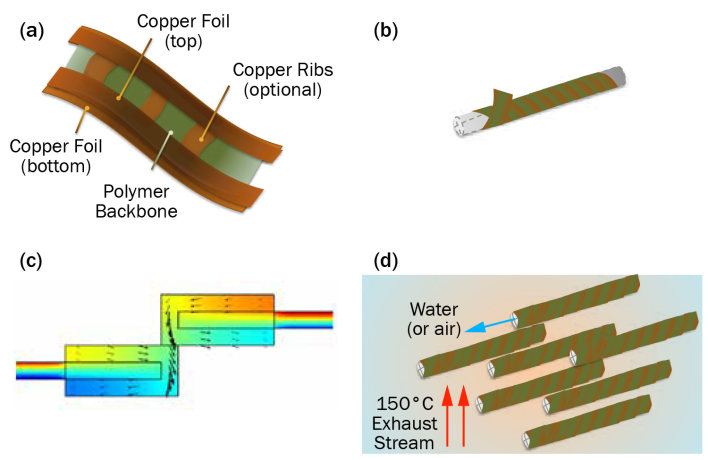 (a)
Copper Foil
(top)
Copper Ribs
(optional)
Copper Foil
(bottom)
Polymer
Backbone
(b)
(c)
(d)
Water
(or air)
150°C
Exhaust
Stream